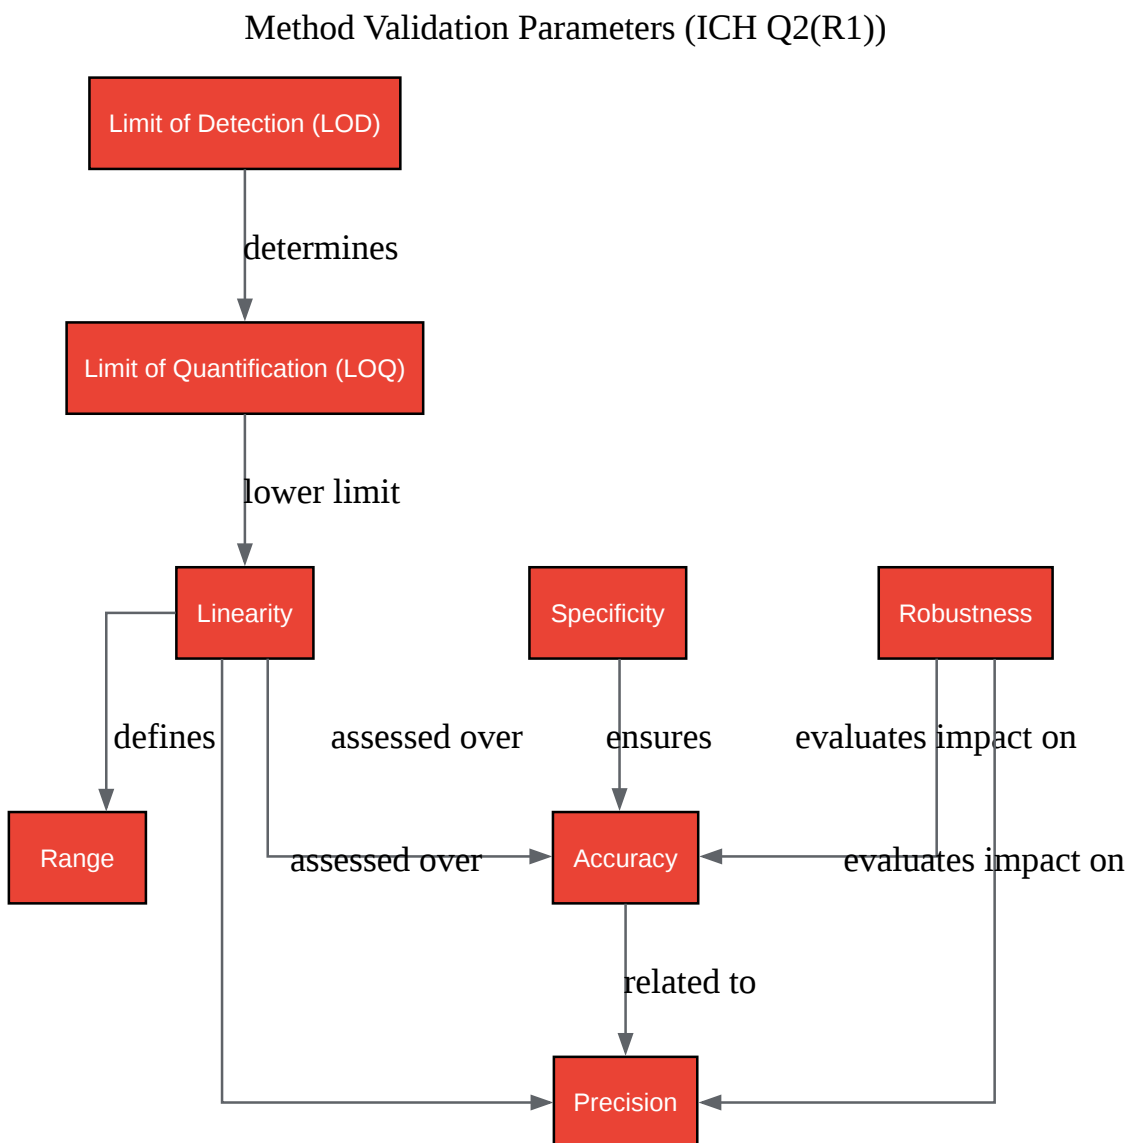 Method Validation Parameters (ICH Q2(R1))
Limit of Detection (LOD)
determines
Limit of Quantification (LOQ)
lower limit
Linearity
Specificity
Robustness
defines
assessed over
ensures
evaluates impact on
Range
assessed over
Accuracy
evaluates impact on
related to
Precision